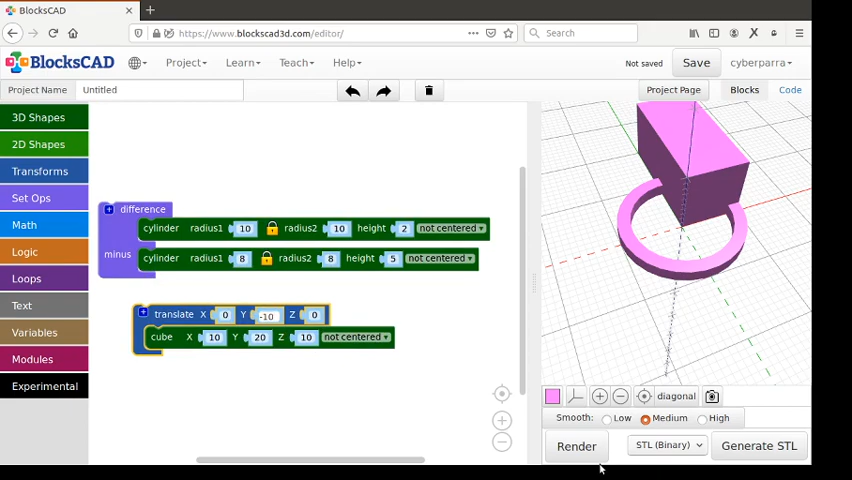 BlocksCAD
https://www.blockscad3d.com/editor/
Search
BlocksCAD Project Learn Teach Help Not saved Save cyberparra
Project Name Untitled Project Page Blocks Code
3D Shapes
2D Shapes
Transforms
Set Ops
Math
Logic
Loops
Text
Variables
Modules
Experimental
difference
cylinder radius1 10 radius2 10 height 2 not centered
minus
cylinder radius1 8 radius2 8 height 5 not centered
translate X 0 Y -10 Z 0
cube X 10 Y 20 Z 10 not centered
diagonal
Smooth: Low Medium High
Render STL (Binary) Generate STL